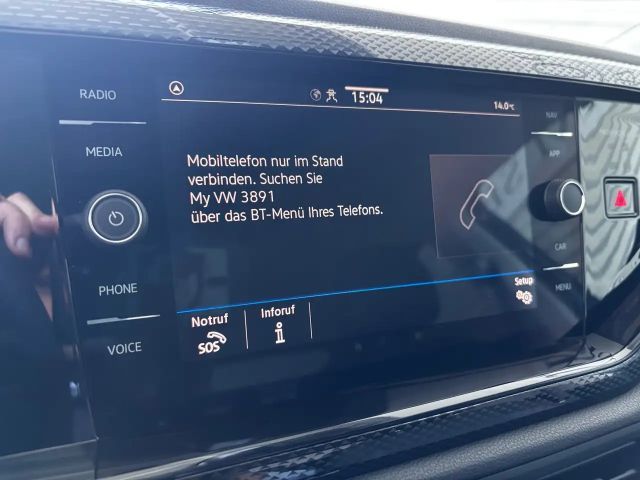 RADIO
MEDIA
PHONE
VOICE
15:04
14.0°C
Mobiltelefon nur im Stand
verbinden. Suchen Sie
My VW 3891
über das BT-Menü Ihres Telefons.
Notruf
SOS
Inforuf
Setup
NAV
APP
CAR
MENU